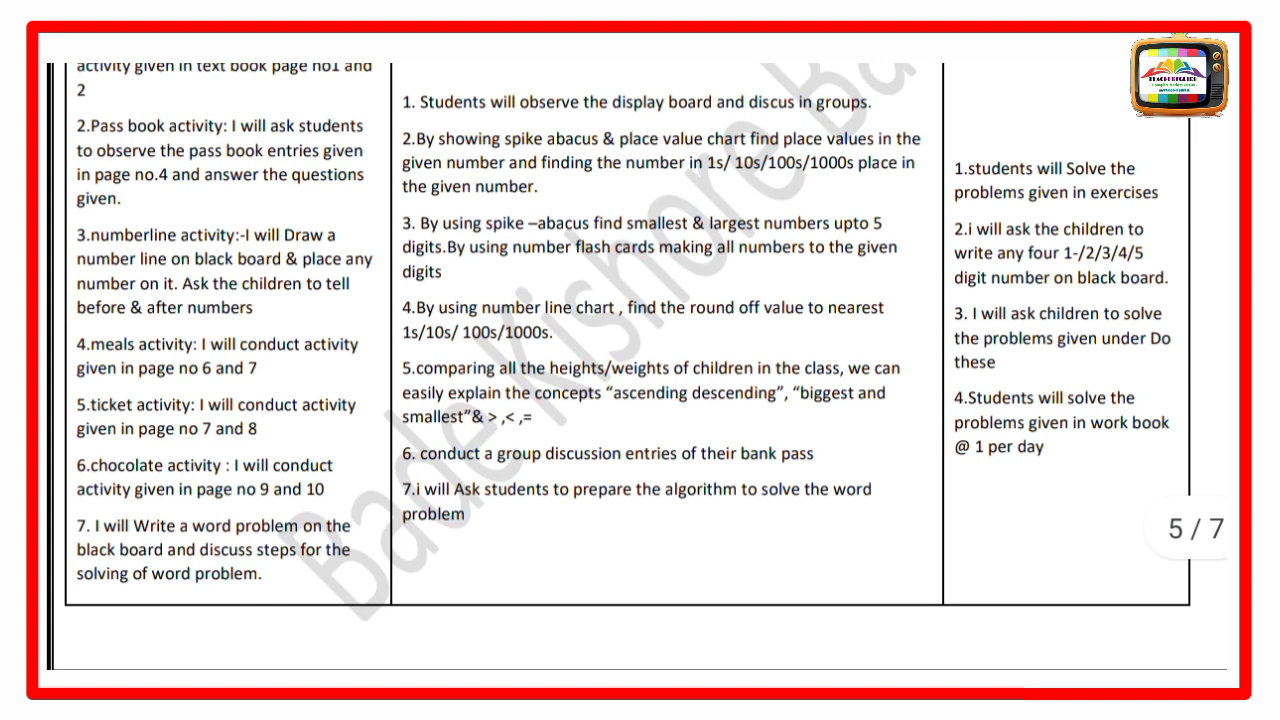 activity given in text book page no1 and
2
2.Pass book activity: I will ask students
to observe the pass book entries given
in page no.4 and answer the questions
given.
3.numberline activity:-I will Draw a
number line on black board & place any
number on it. Ask the children to tell
before & after numbers
4.meals activity: I will conduct activity
given in page no 6 and 7
5.ticket activity: I will conduct activity
given in page no 7 and 8
6.chocolate activity : I will conduct
activity given in page no 9 and 10
7. I will Write a word problem on the
black board and discuss steps for the
solving of word problem.
1. Students will observe the display board and discus in groups.
2.By showing spike abacus & place value chart find place values in the
given number and finding the number in 1s/ 10s/100s/1000s place in
the given number.
3. By using spike –abacus find smallest & largest numbers upto 5
digits.By using number flash cards making all numbers to the given
digits
4.By using number line chart , find the round off value to nearest
1s/10s/ 100s/1000s.
5.comparing all the heights/weights of children in the class, we can
easily explain the concepts “ascending descending”, “biggest and
smallest”& > ,< ,=
6. conduct a group discussion entries of their bank pass
7.i will Ask students to prepare the algorithm to solve the word
problem
1.students will Solve the
problems given in exercises
2.i will ask the children to
write any four 1-/2/3/4/5
digit number on black board.
3. I will ask children to solve
the problems given under Do
these
4.Students will solve the
problems given in work book
@ 1 per day
5 / 7
Bade Kishore Ba